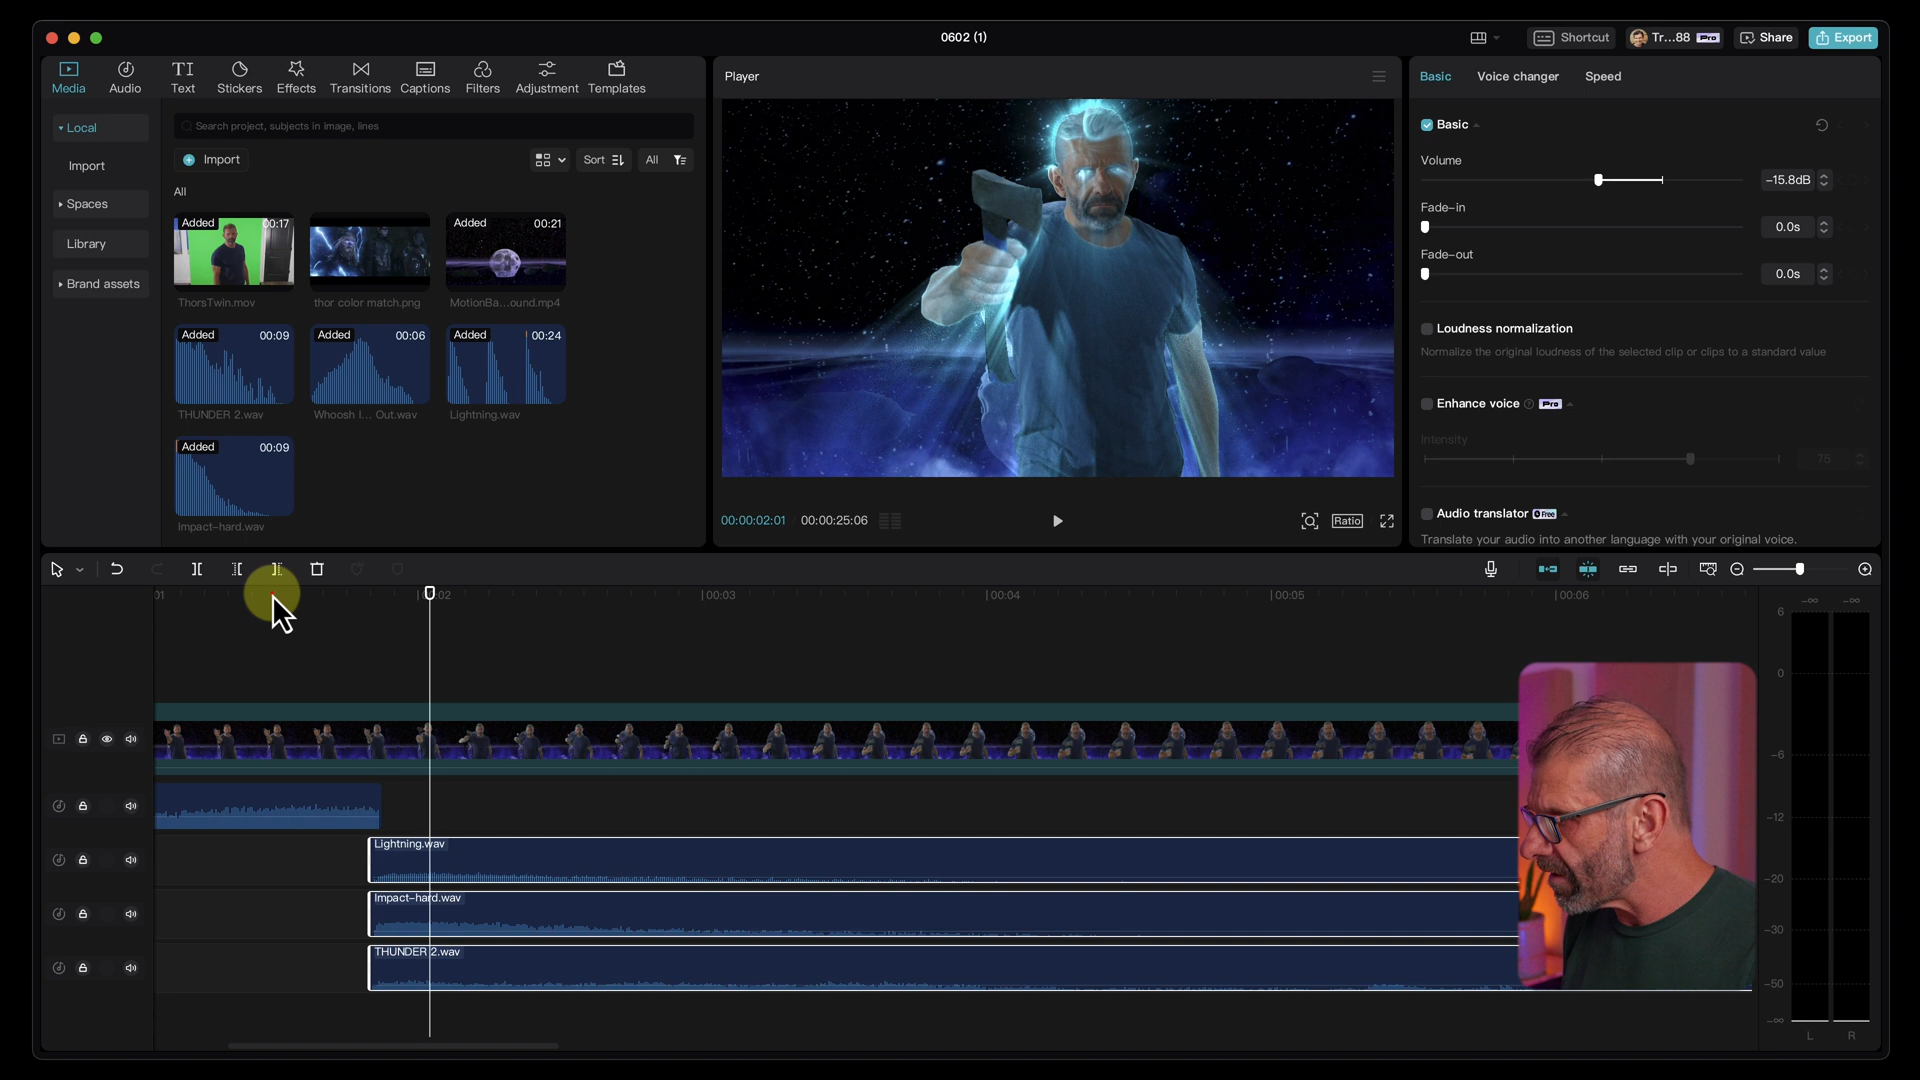 0602 (1)
Shortcut
Tr...88 Pro
Share
Export
Media
Audio
Text
Stickers
Effects
Transitions
Captions
Filters
Adjustment
Templates
Local
Import
Spaces
Library
Brand assets
Search project, subjects in image, lines
Import
Sort
All
All
Added 00:17
ThorsTwin.mov
thor color match.png
Added 00:21
MotionBa...ound.mp4
Added 00:09
THUNDER 2.wav
Added 00:06
Whoosh I... Out.wav
Added 00:24
Lightning.wav
Added 00:09
Impact-hard.wav
Player
00:00:02:01
00:00:25:06
Ratio
Basic
Voice changer
Speed
Basic
Volume
-15.8dB
Fade-in
0.0s
Fade-out
0.0s
Loudness normalization
Normalize the original loudness of the selected clip or clips to a standard value
Enhance voice Pro
Intensity
75
Audio translator Free
Translate your audio into another language with your original voice.
01
00:02
00:03
00:04
00:05
00:06
Lightning.wav
Impact-hard.wav
THUNDER 2.wav
-∞ -∞
6
0
-6
-12
-20
-30
-50
-∞
L R